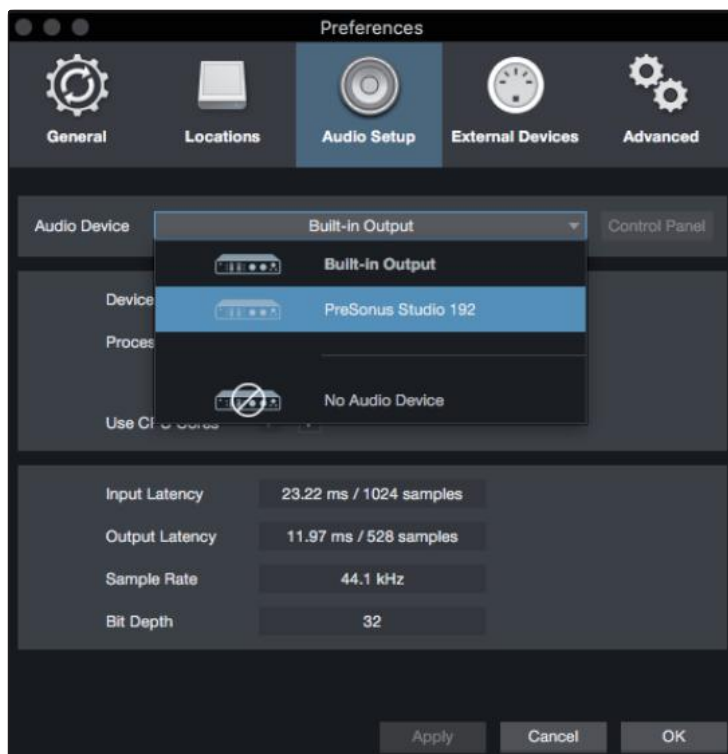 Preferences
General Locations Audio Setup External Devices Advanced
Audio Device Built-in Output Control Panel
Built-in Output
Device PreSonus Studio 192
Proces
No Audio Device
Input Latency 23.22 ms / 1024 samples
Output Latency 11.97 ms / 528 samples
Sample Rate 44.1 kHz
Bit Depth 32
Apply Cancel OK